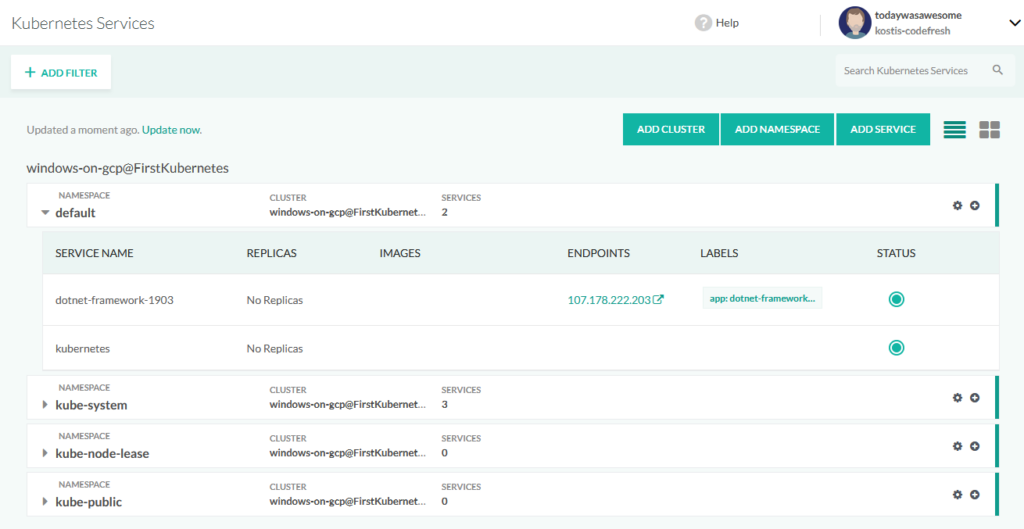 Kubernetes Services
? Help
todaywasawesome
kostis-codefresh
+ ADD FILTER
Search Kubernetes Services
Updated a moment ago. Update now.
ADD CLUSTER ADD NAMESPACE ADD SERVICE
windows-on-gcp@FirstKubernetes
NAMESPACE CLUSTER SERVICES
default windows-on-gcp@FirstKubernet... 2
SERVICE NAME REPLICAS IMAGES ENDPOINTS LABELS STATUS
dotnet-framework-1903 No Replicas 107.178.222.203 app: dotnet-framework...
kubernetes No Replicas
NAMESPACE CLUSTER SERVICES
kube-system windows-on-gcp@FirstKubernet... 3
NAMESPACE CLUSTER SERVICES
kube-node-lease windows-on-gcp@FirstKubernet... 0
NAMESPACE CLUSTER SERVICES
kube-public windows-on-gcp@FirstKubernet... 0